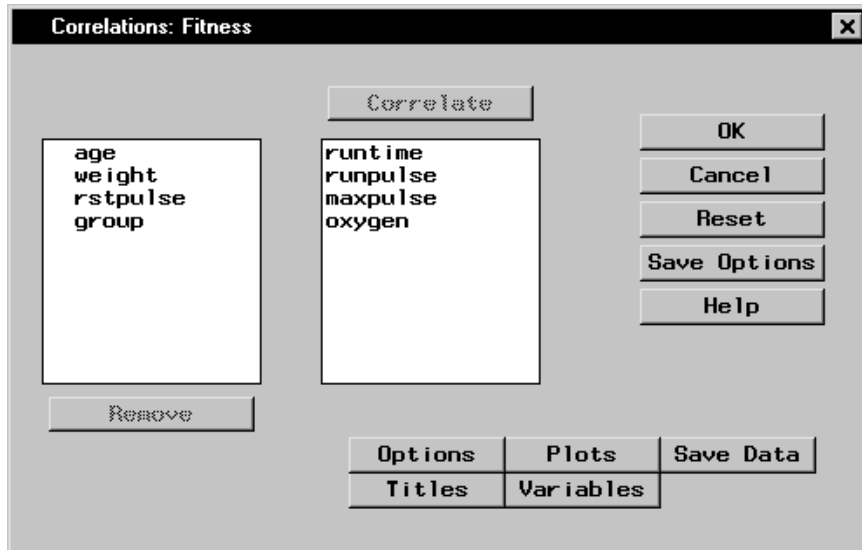 Correlations: Fitness
Correlate
age
weight
rstpulse
group
runtime
runpulse
maxpulse
oxygen
OK
Cancel
Reset
Save Options
Help
Remove
Options
Plots
Save Data
Titles
Variables